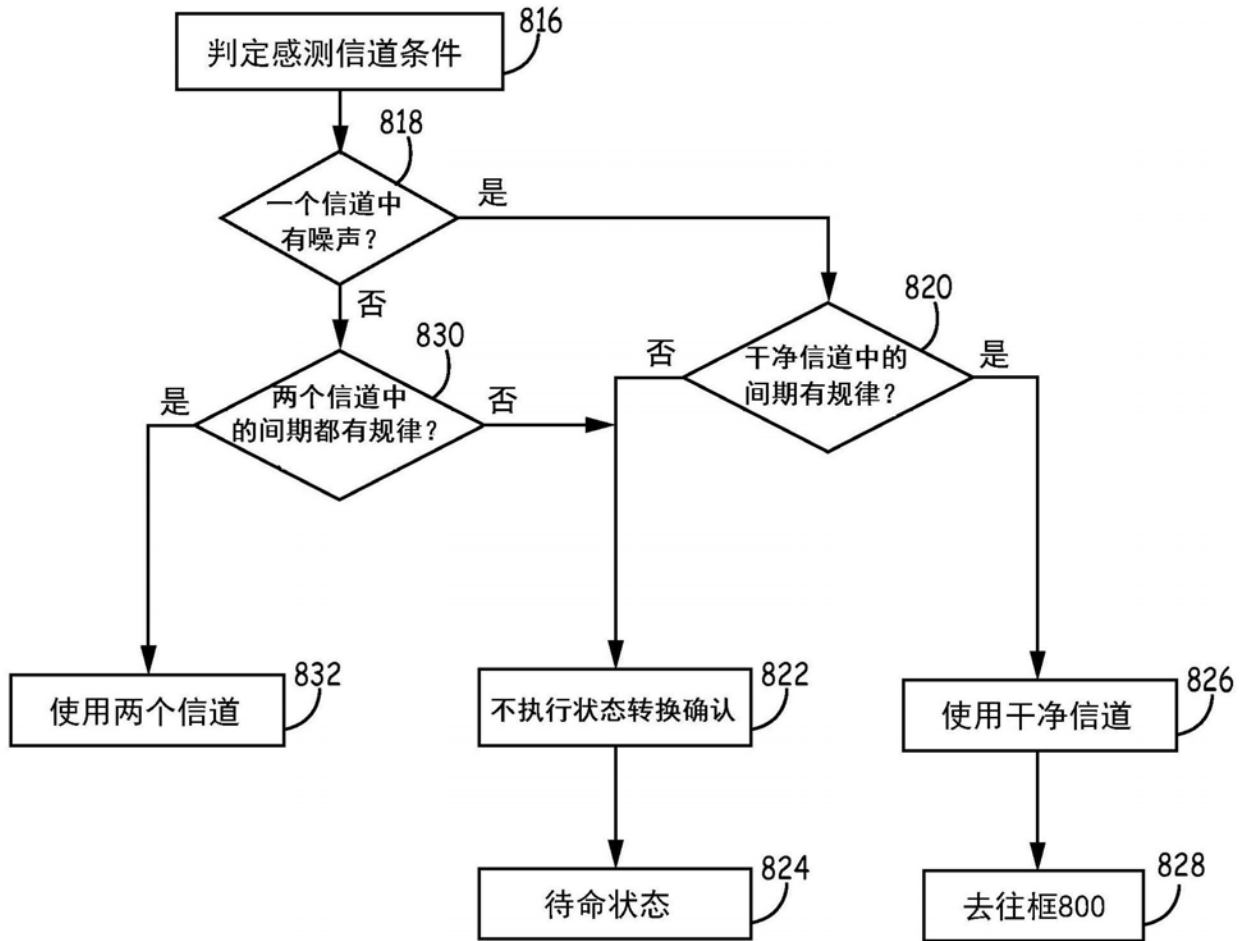 判定感测信道条件
816
818
一个信道中
有噪声?
是
否
820
干净信道中的
间期有规律?
否
是
830
两个信道中
的间期都有规律?
是
否
使用两个信道
832
不执行状态转换确认
822
使用干净信道
826
待命状态
824
去往框800
828